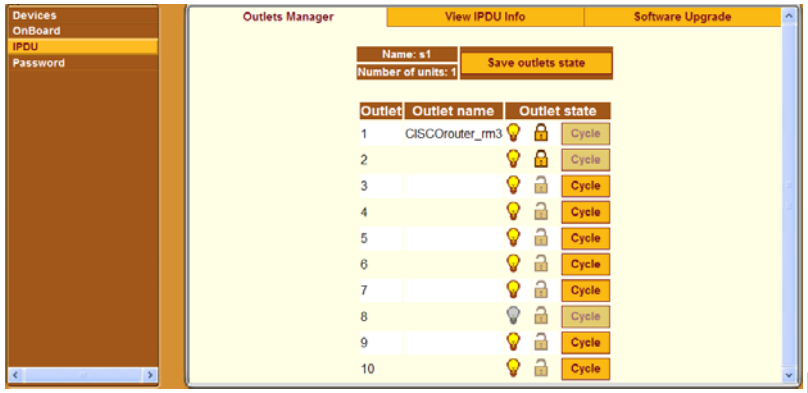 Devices
OnBoard
IPDU
Password
Outlets Manager View IPDU Info Software Upgrade
Name: s1
Number of units: 1
Save outlets state
Outlet Outlet name Outlet state
1 CISCOrouter_rm3 Cycle
2 Cycle
3 Cycle
4 Cycle
5 Cycle
6 Cycle
7 Cycle
8 Cycle
9 Cycle
10 Cycle